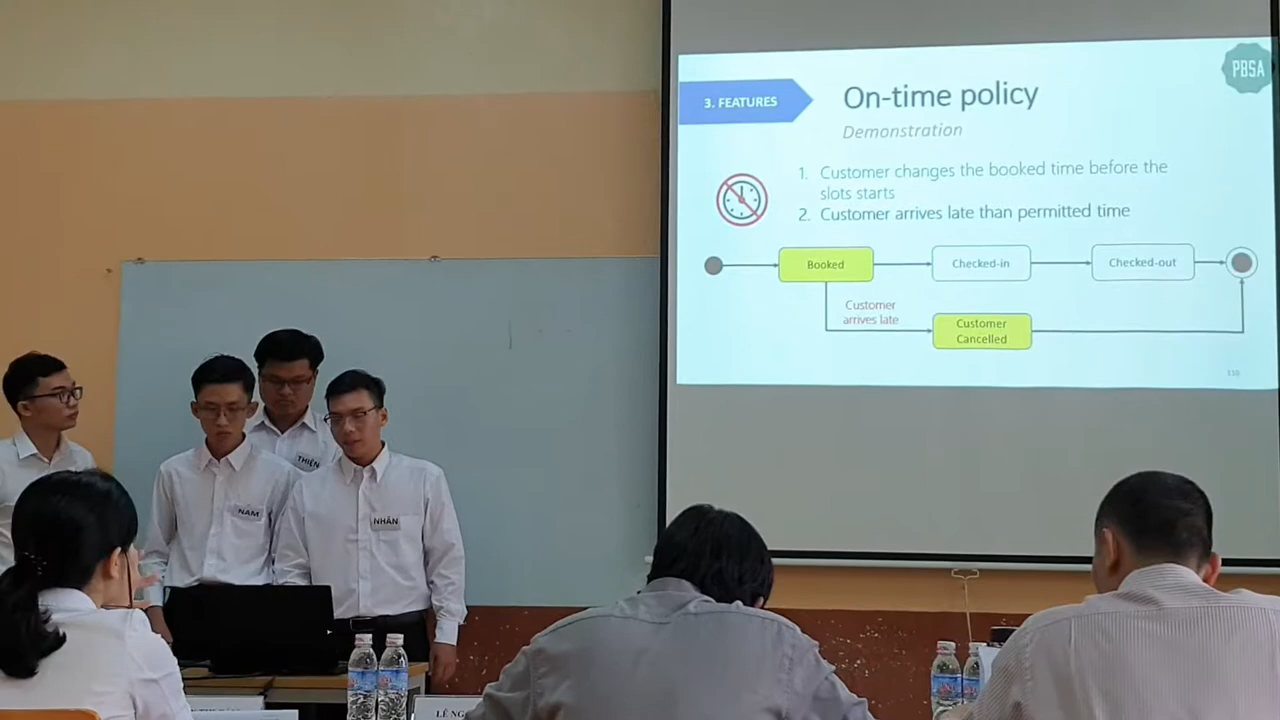 PBSA
3. FEATURES
On-time policy
Demonstration
1. Customer changes the booked time before the
slots starts
2. Customer arrives late than permitted time
Booked
Checked-in
Checked-out
Customer
arrives late
Customer
Cancelled
THIỆN
NAM
NHÂN
LÊ